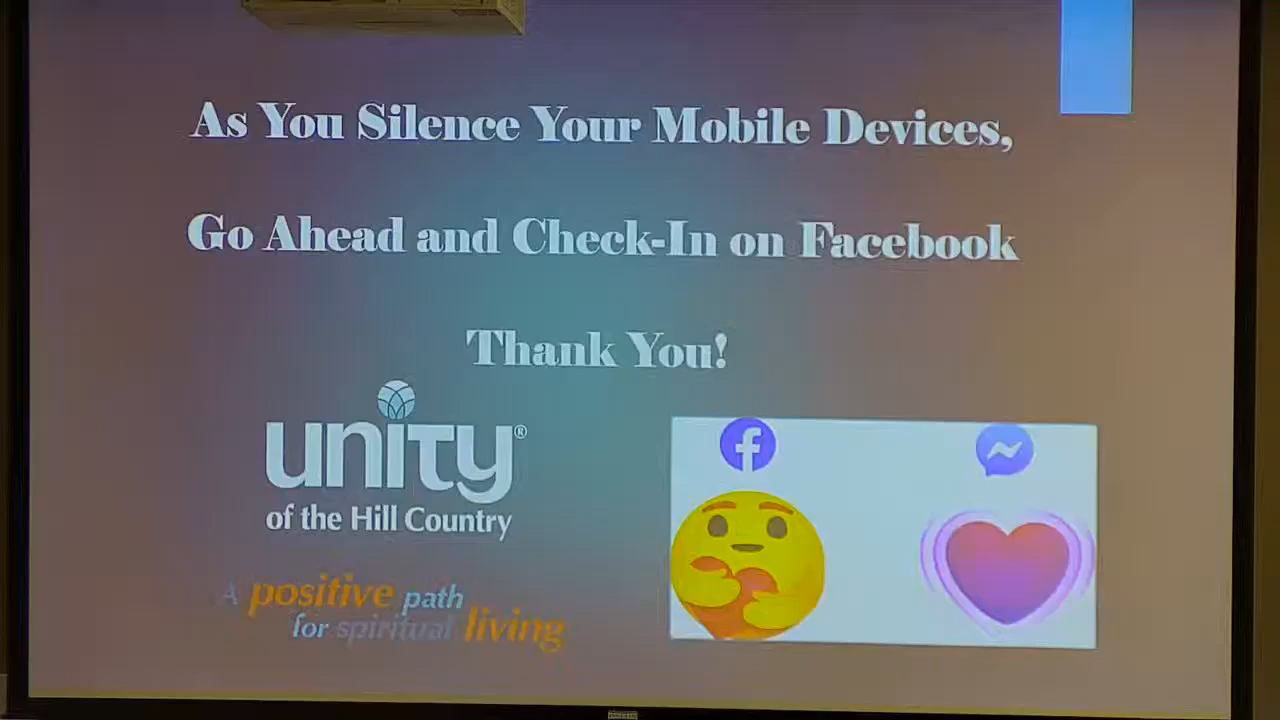 As You Silence Your Mobile Devices,
Go Ahead and Check-In on Facebook
Thank You!
unity®
of the Hill Country
A positive path
for spiritual living